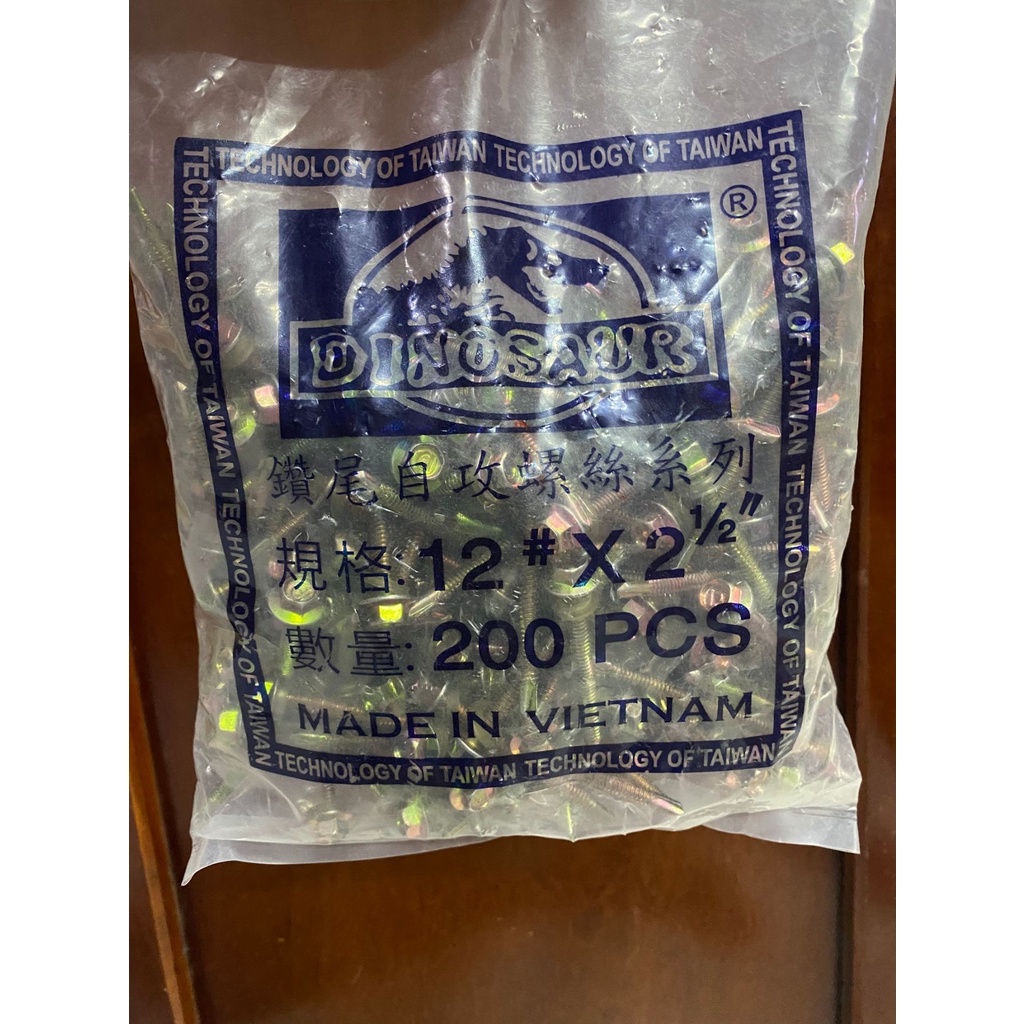 TECHNOLOGY OF TAIWAN TECHNOLOGY OF TAIWAN
TECHNOLOGY OF TAIWAN TECHNOLOGY OF TAIWAN
TECHNOLOGY OF TAIWAN TECHNOLOGY OF TAIWAN
®
DINOSAUR
鑽尾自攻螺絲系列
規格: 12 # X 2 1/2"
數量: 200 PCS
MADE IN VIETNAM
TECHNOLOGY OF TAIWAN TECHNOLOGY OF TAIWAN